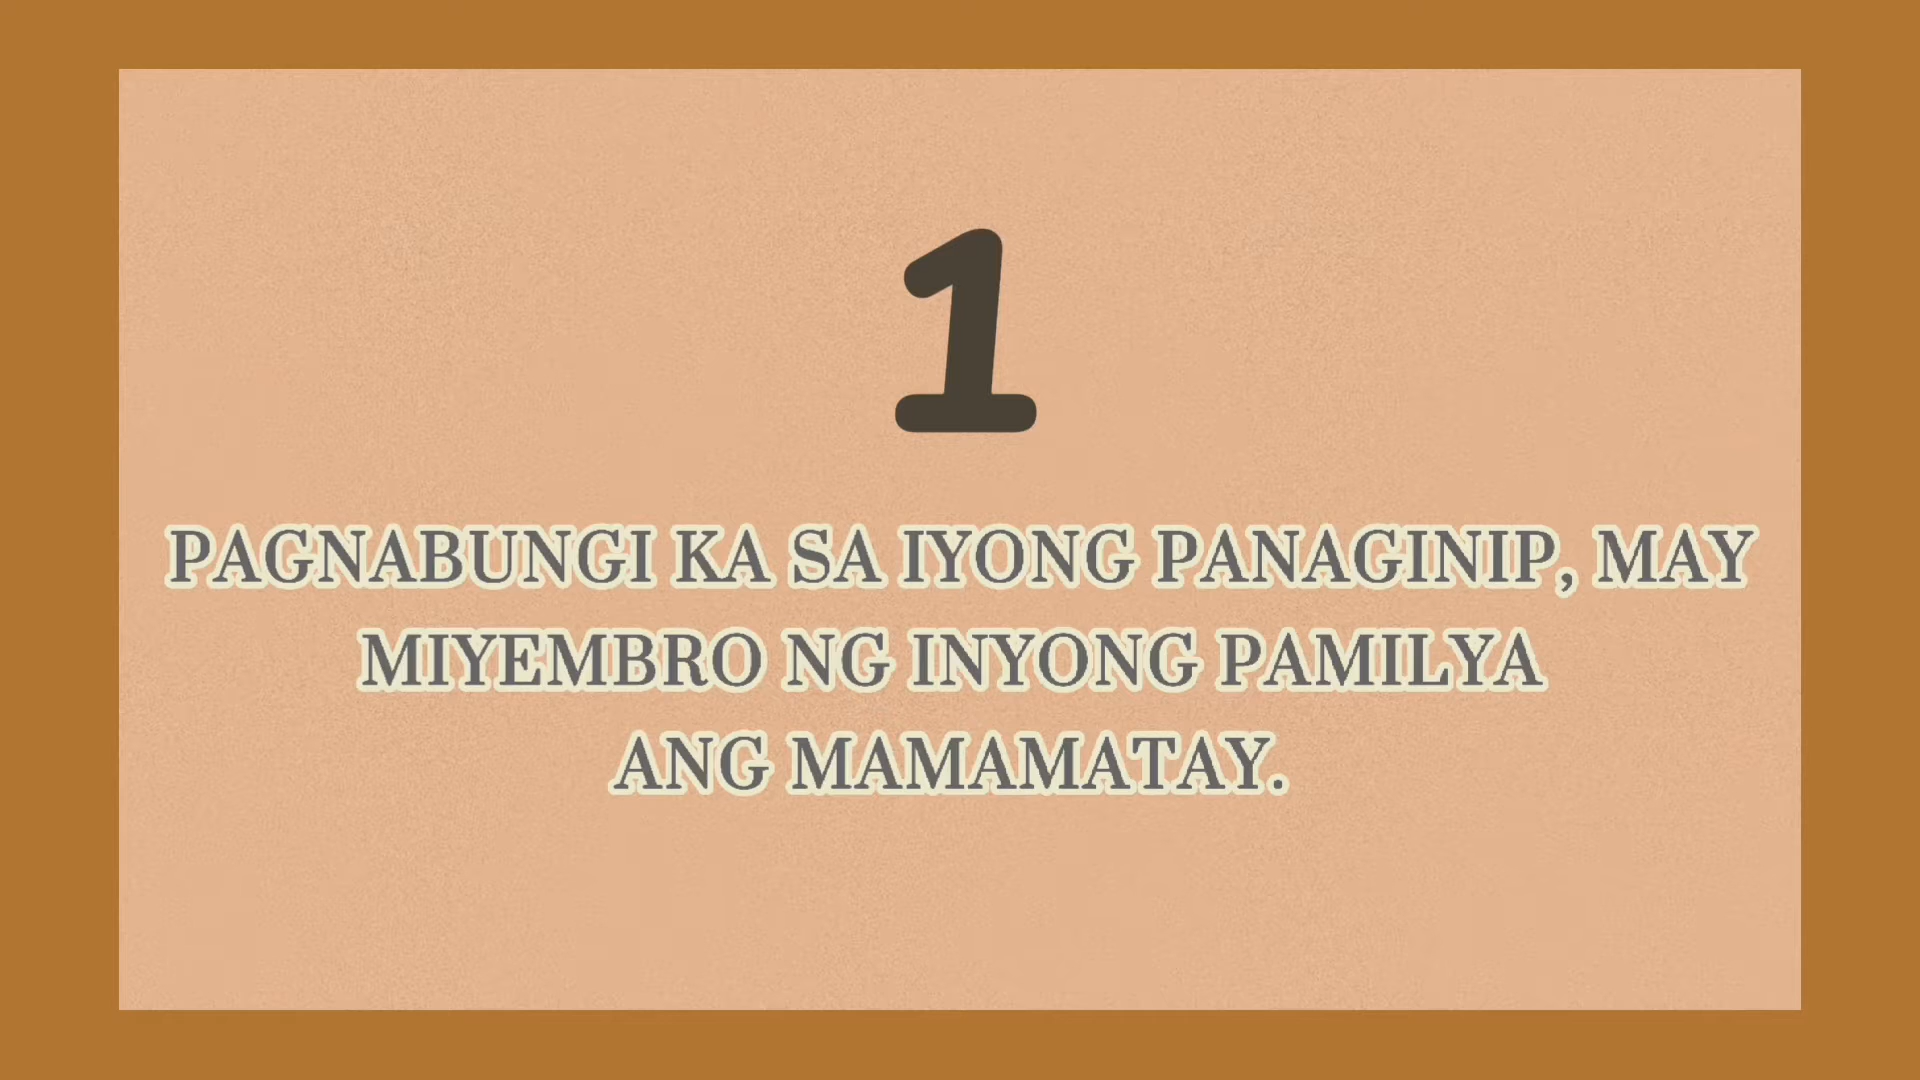 1
PAGNABUNGI KA SA IYONG PANAGINIP, MAY
MIYEMBRO NG INYONG PAMILYA
ANG MAMAMATAY.